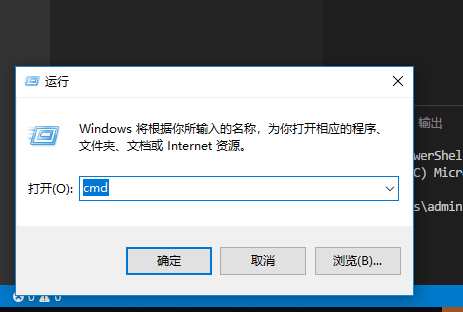 运行
输出
Windows 将根据你所输入的名称，为你打开相应的程序、
文件夹、文档或 Internet 资源。
werShel
C) Micr
打开(O):
cmd
s\admin
确定
取消
浏览(B)...
0 0